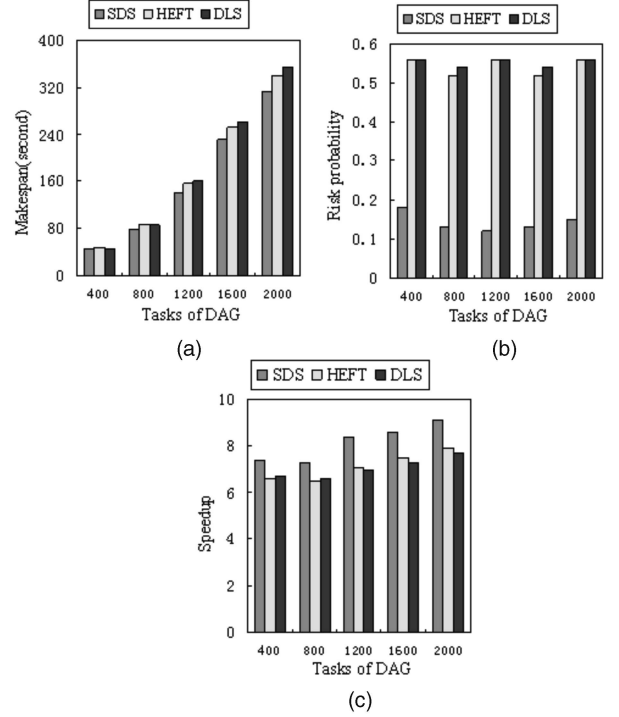 SDS HEFT DLS
400
320
240
160
80
0
Makespan(second)
400 800 1200 1600 2000
Tasks of DAG
(a)
SDS HEFT DLS
0.6
0.5
0.4
0.3
0.2
0.1
0
Risk probability
400 800 1200 1600 2000
Tasks of DAG
(b)
SDS HEFT DLS
10
8
6
4
2
0
Speedup
400 800 1200 1600 2000
Tasks of DAG
(c)